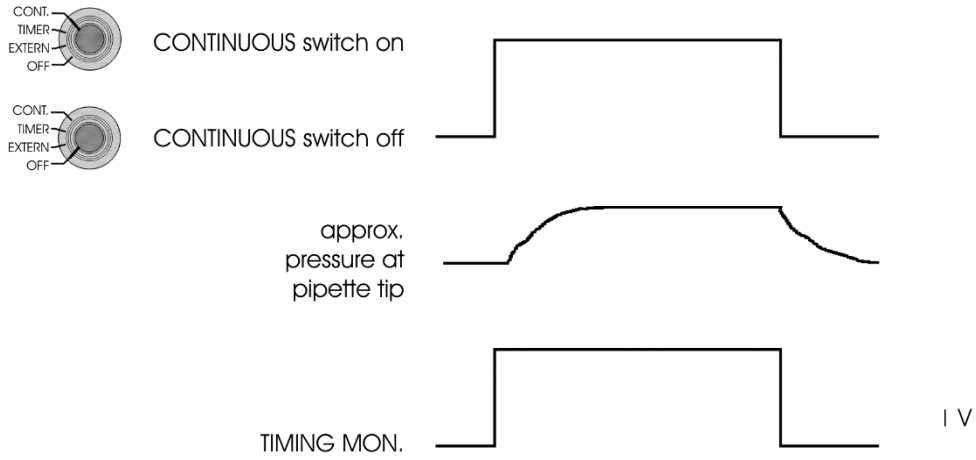 CONT.
TIMER
EXTERN
OFF
CONTINUOUS switch on
CONT.
TIMER
EXTERN
OFF
CONTINUOUS switch off
approx.
pressure at
pipette tip
TIMING MON.
1 V